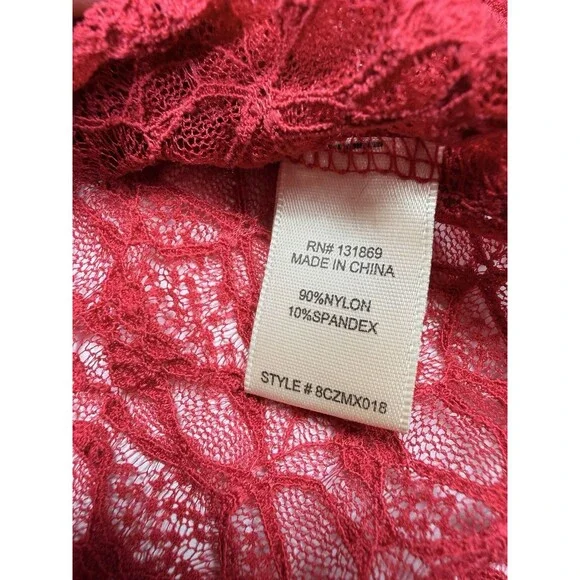 RN# 131869
MADE IN CHINA
90%NYLON
10%SPANDEX
STYLE # 8CZMX018